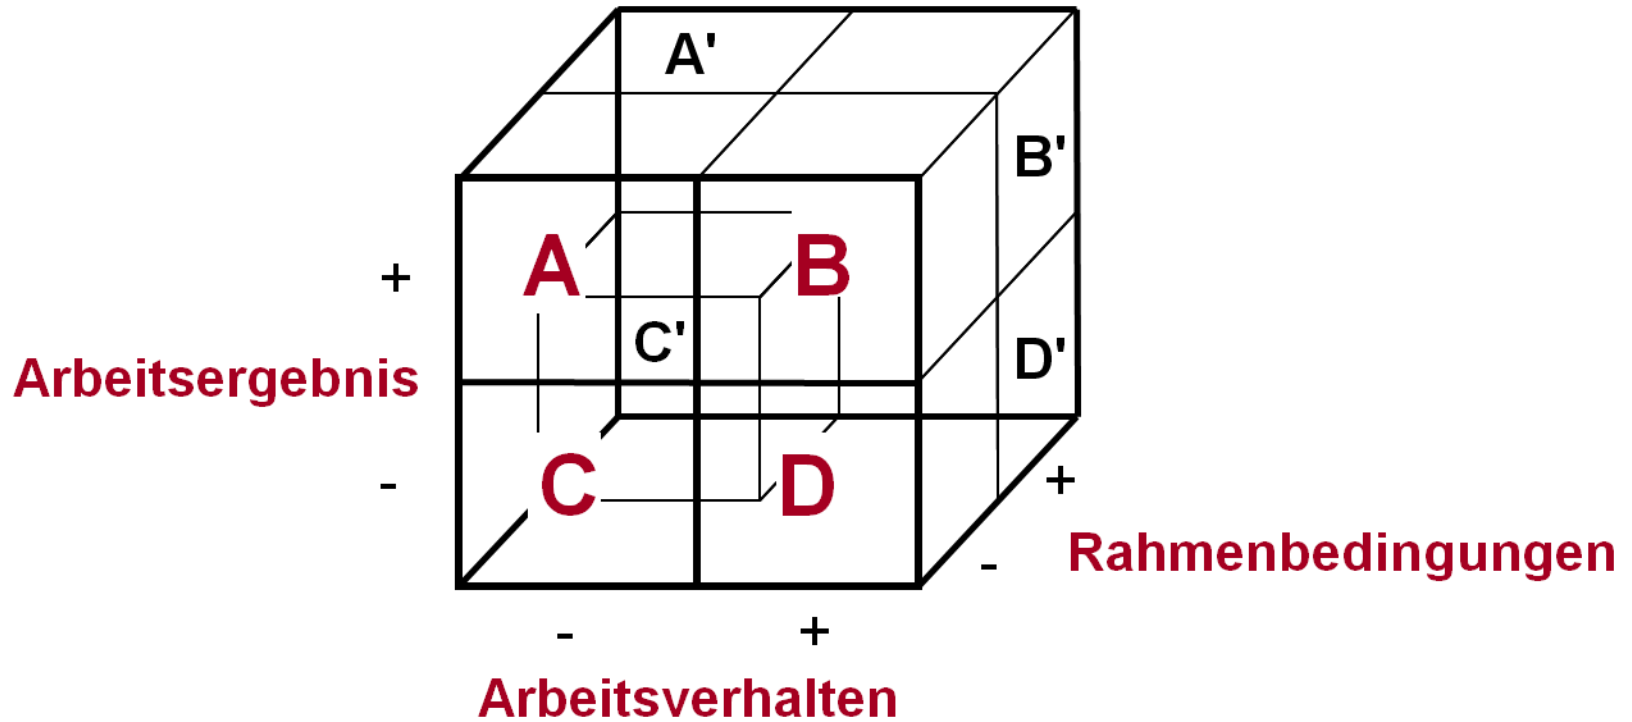 A'
B'
A B
+
C'
Arbeitsergebnis
D'
C D
-
+
Rahmenbedingungen
-
- +
Arbeitsverhalten